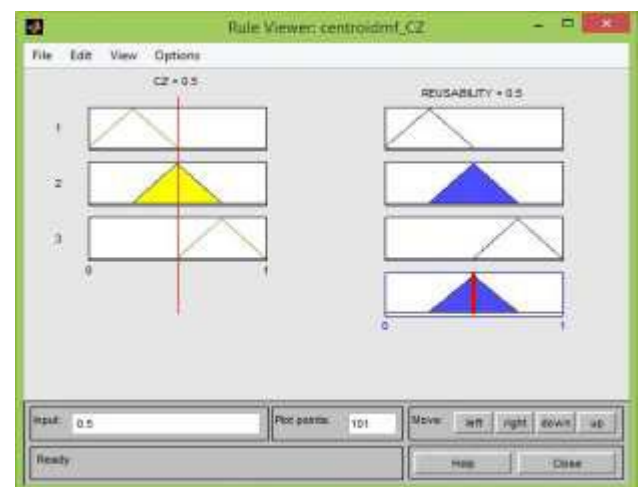 Rule Viewer: centroidmf_CZ
File Edit View Options
CZ = 0.5
REUSABILITY = 0.5
1
2
3
0 1
0 1
Input: 0.5
Plot points: 101
Move: left right down up
Ready
Help Close